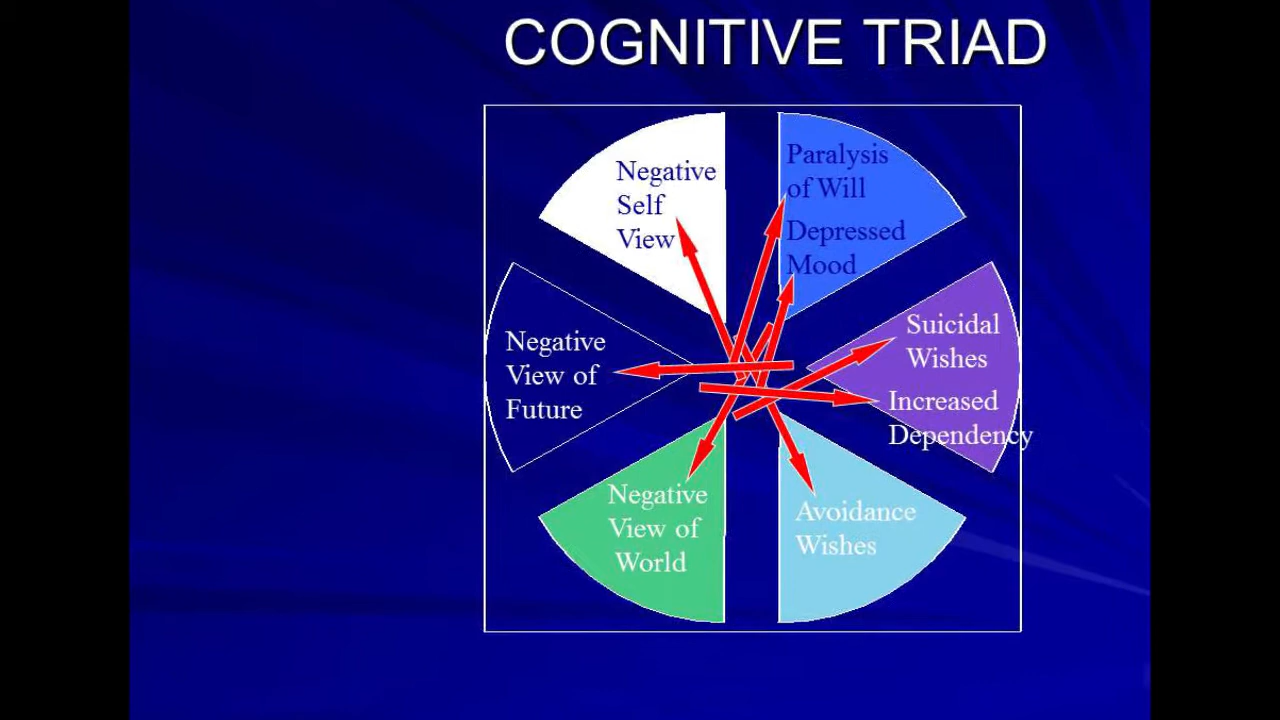 COGNITIVE TRIAD
Negative
Self
View
Paralysis
of Will
Depressed
Mood
Negative
View of
Future
Suicidal
Wishes
Increased
Dependency
Negative
View of
World
Avoidance
Wishes